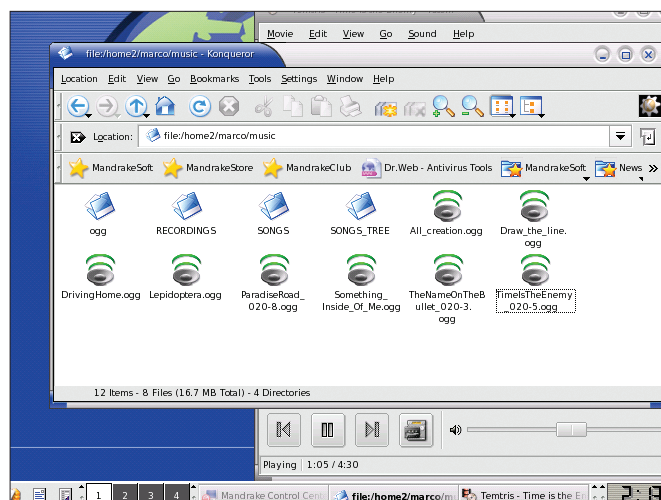 Movie Edit View Go Sound Help
file:/home2/marco/music - Konqueror
Location Edit View Go Bookmarks Tools Settings Window Help
Location: file:/home2/marco/music
MandrakeSoft MandrakeStore MandrakeClub Dr.Web - Antivirus Tools MandrakeSoft News
ogg RECORDINGS SONGS SONGS_TREE All_creation.ogg Draw_the_line.
ogg
DrivingHome.ogg Lepidoptera.ogg ParadiseRoad_ Something_ TheNameOnTheB TimeIsTheEnemy
020-8.ogg Inside_Of_Me.ogg ullet_020-3. _020-5.ogg
ogg
12 Items - 8 Files (16.7 MB Total) - 4 Directories
Playing 1:05 / 4:30
1 2 3 4 Mandrake Control Cent file:/home2/marco/m Temtris - Time is the En